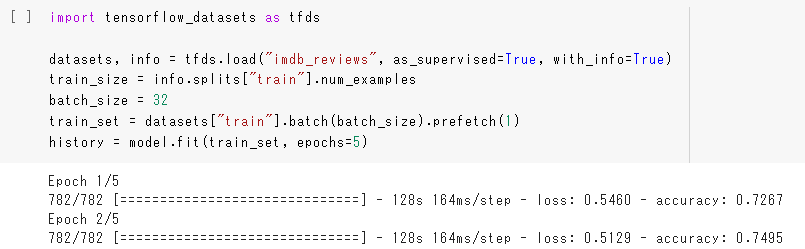 [ ] import tensorflow_datasets as tfds
datasets, info = tfds.load("imdb_reviews", as_supervised=True, with_info=True)
train_size = info.splits["train"].num_examples
batch_size = 32
train_set = datasets["train"].batch(batch_size).prefetch(1)
history = model.fit(train_set, epochs=5)
Epoch 1/5
782/782 [==============================] - 128s 164ms/step - loss: 0.5460 - accuracy: 0.7267
Epoch 2/5
782/782 [==============================] - 128s 164ms/step - loss: 0.5129 - accuracy: 0.7495